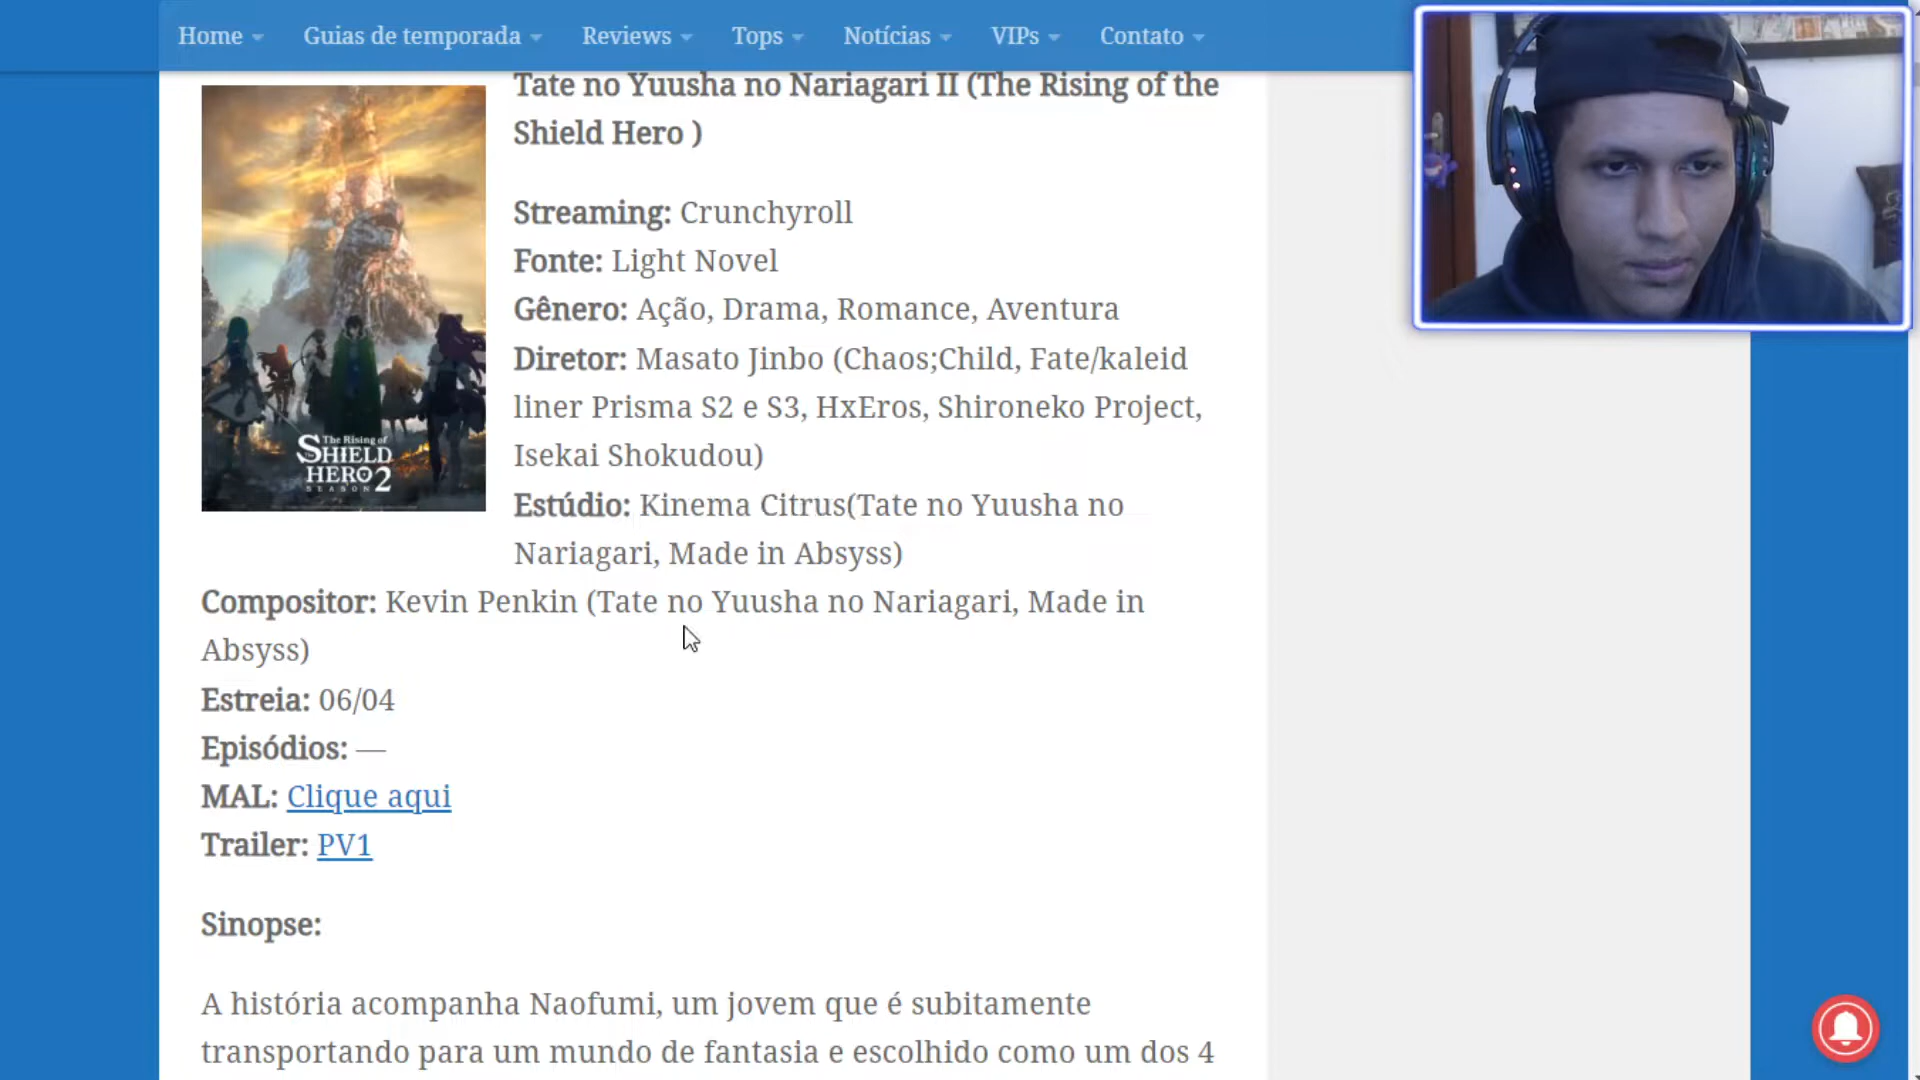 Home
Guias de temporada
Reviews
Tops
Notícias
VIPs
Contato
Tate no Yuusha no Nariagari II (The Rising of the
Shield Hero )
Streaming: Crunchyroll
Fonte: Light Novel
Gênero: Ação, Drama, Romance, Aventura
Diretor: Masato Jinbo (Chaos;Child, Fate/kaleid
liner Prisma S2 e S3, HxEros, Shironeko Project,
Isekai Shokudou)
Estúdio: Kinema Citrus(Tate no Yuusha no
Nariagari, Made in Absyss)
The Rising of
SHIELD
HERO 2
SEASON
Compositor: Kevin Penkin (Tate no Yuusha no Nariagari, Made in
Absyss)
Estreia: 06/04
Episódios: —
MAL: Clique aqui
Trailer: PV1
Sinopse:
A história acompanha Naofumi, um jovem que é subitamente
transportando para um mundo de fantasia e escolhido como um dos 4